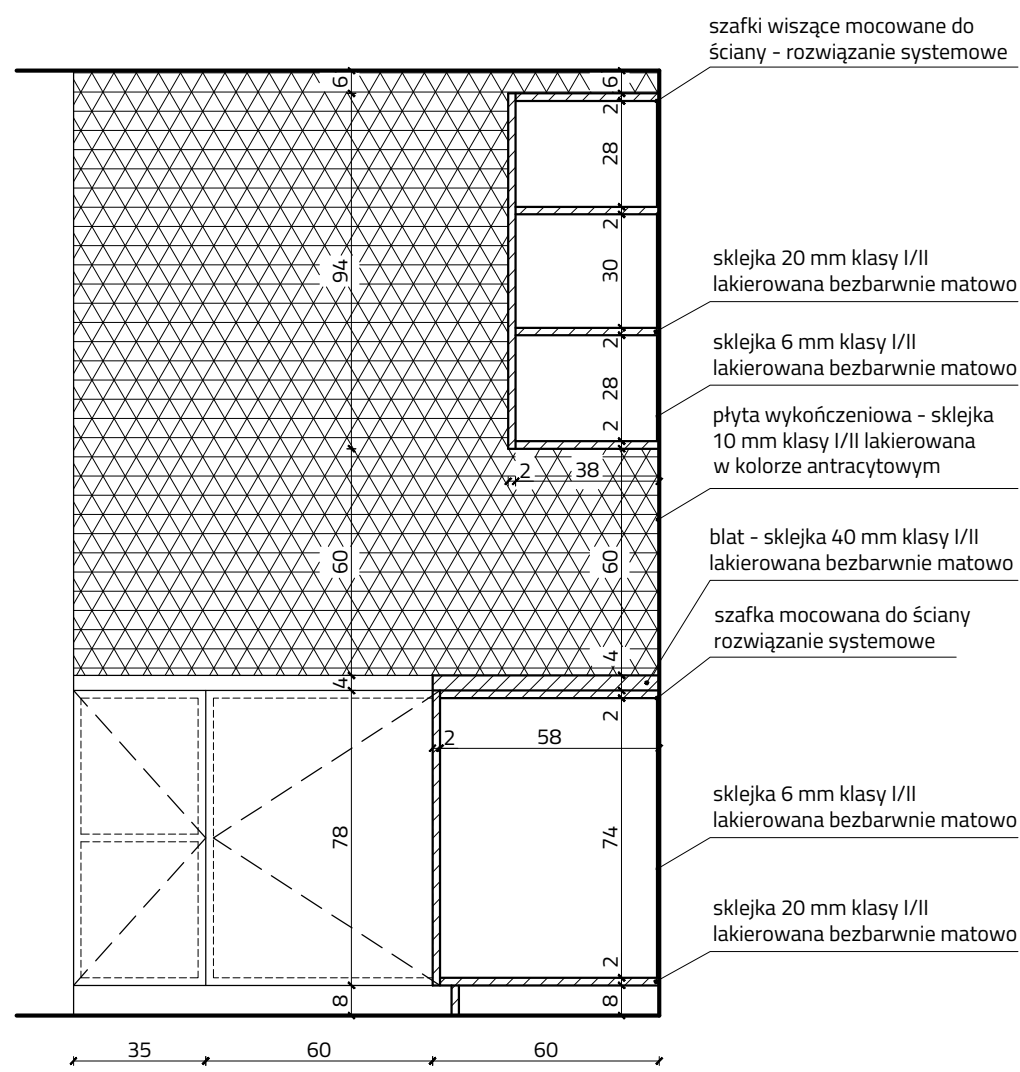 szafki wiszące mocowane do
ściany - rozwiązanie systemowe
sklejka 20 mm klasy I/II
lakierowana bezbarwnie matowo
sklejka 6 mm klasy I/II
lakierowana bezbarwnie matowo
płyta wykończeniowa - sklejka
10 mm klasy I/II lakierowana
w kolorze antracytowym
blat - sklejka 40 mm klasy I/II
lakierowana bezbarwnie matowo
szafka mocowana do ściany
rozwiązanie systemowe
sklejka 6 mm klasy I/II
lakierowana bezbarwnie matowo
sklejka 20 mm klasy I/II
lakierowana bezbarwnie matowo
6
94
60
4
78
8
6
2
28
2
30
2
28
2
60
4
2
74
2
8
2 38
2 58
35 60 60